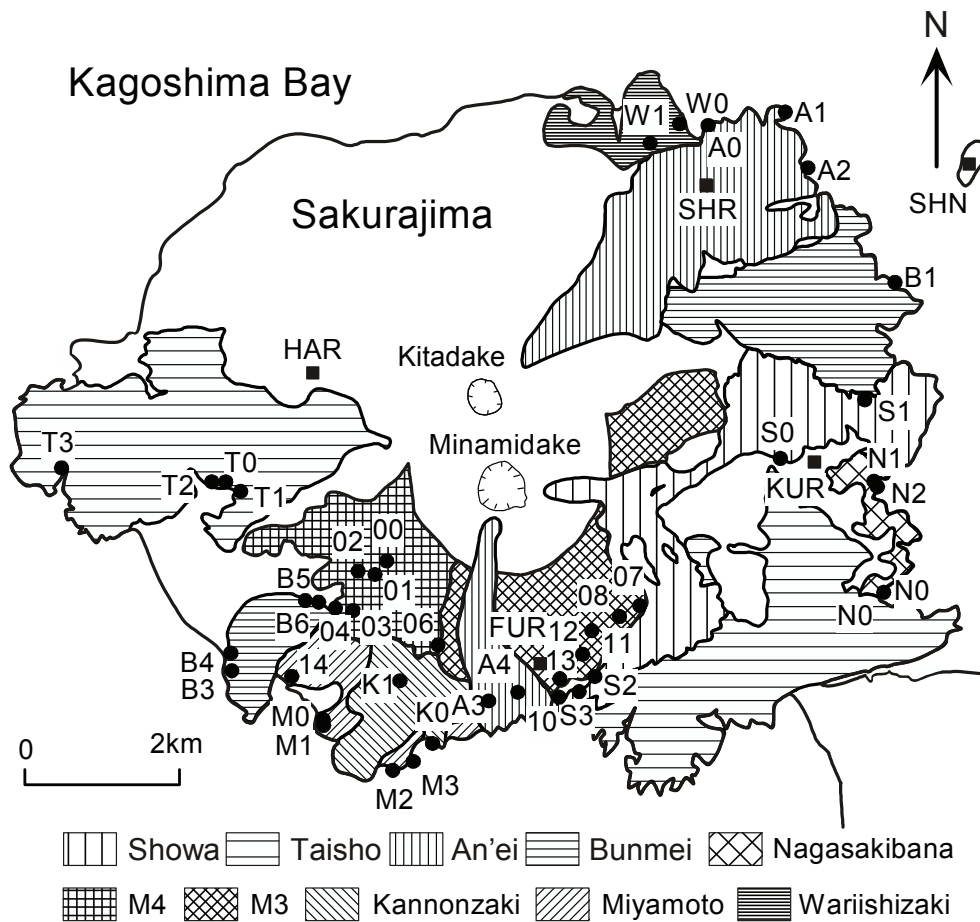 N
Kagoshima Bay
W1
W0
A1
A0
A2
SHR
SHN
Sakurajima
B1
HAR
Kitadake
S1
Minamidake
T3
T0
T2
T1
S0
KUR
N1
N2
00
02
01
B5
B6
04
03
06
07
08
N0
N0
FUR
12
11
B4
B3
14
K1
A4
13
S2
M0
M1
K0
A3
10
S3
M2
M3
0
2km
Showa Taisho An'ei Bunmei Nagasakibana
M4 M3 Kannonzaki Miyamoto Wariishizaki